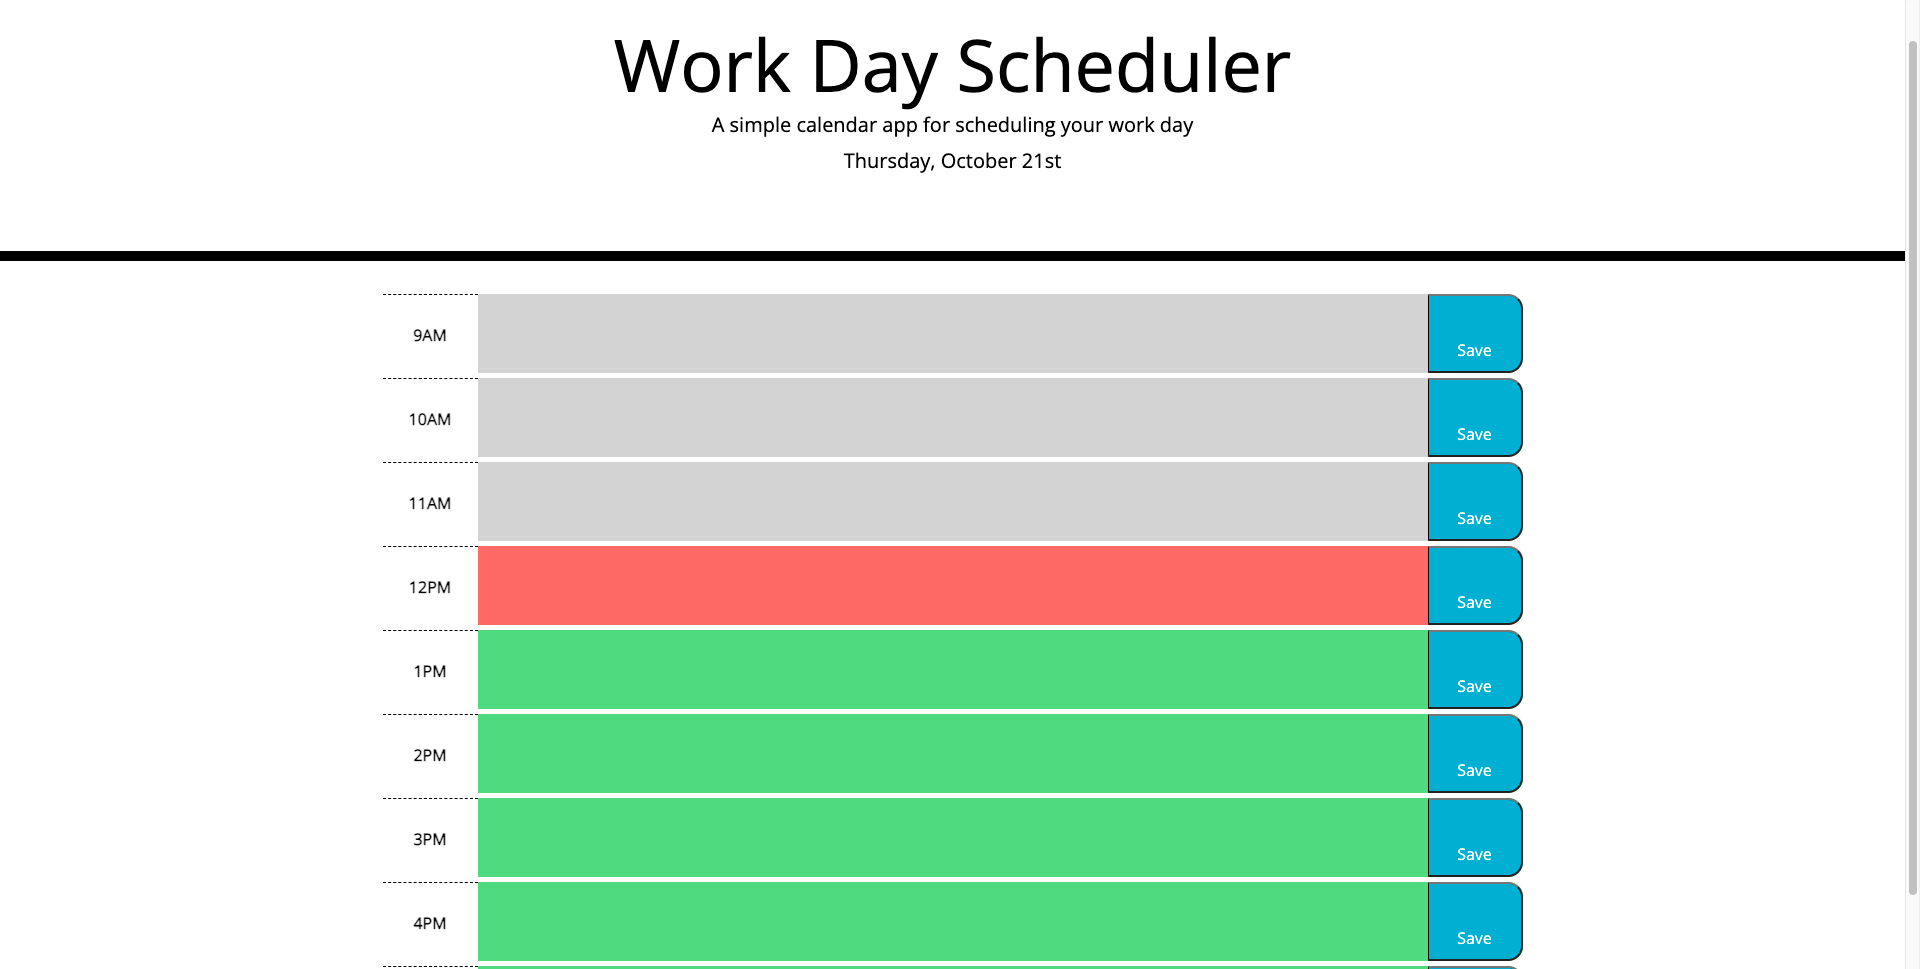 Work Day Scheduler
A simple calendar app for scheduling your work day
Thursday, October 21st
9AM
Save
10AM
Save
11AM
Save
12PM
Save
1PM
Save
2PM
Save
3PM
Save
4PM
Save